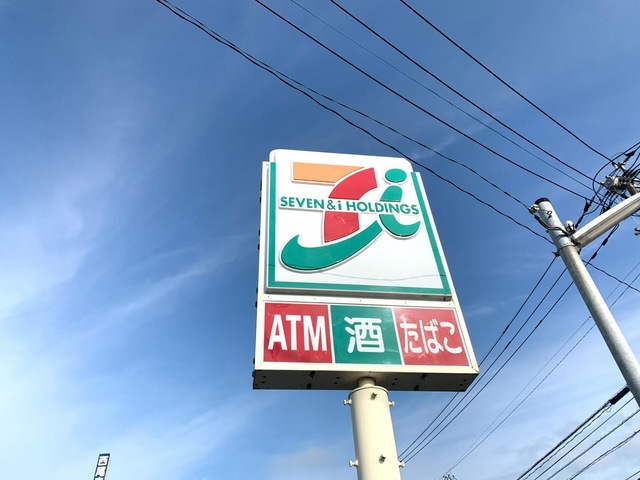 SEVEN & i HOLDINGS
ATM 酒 たばこ